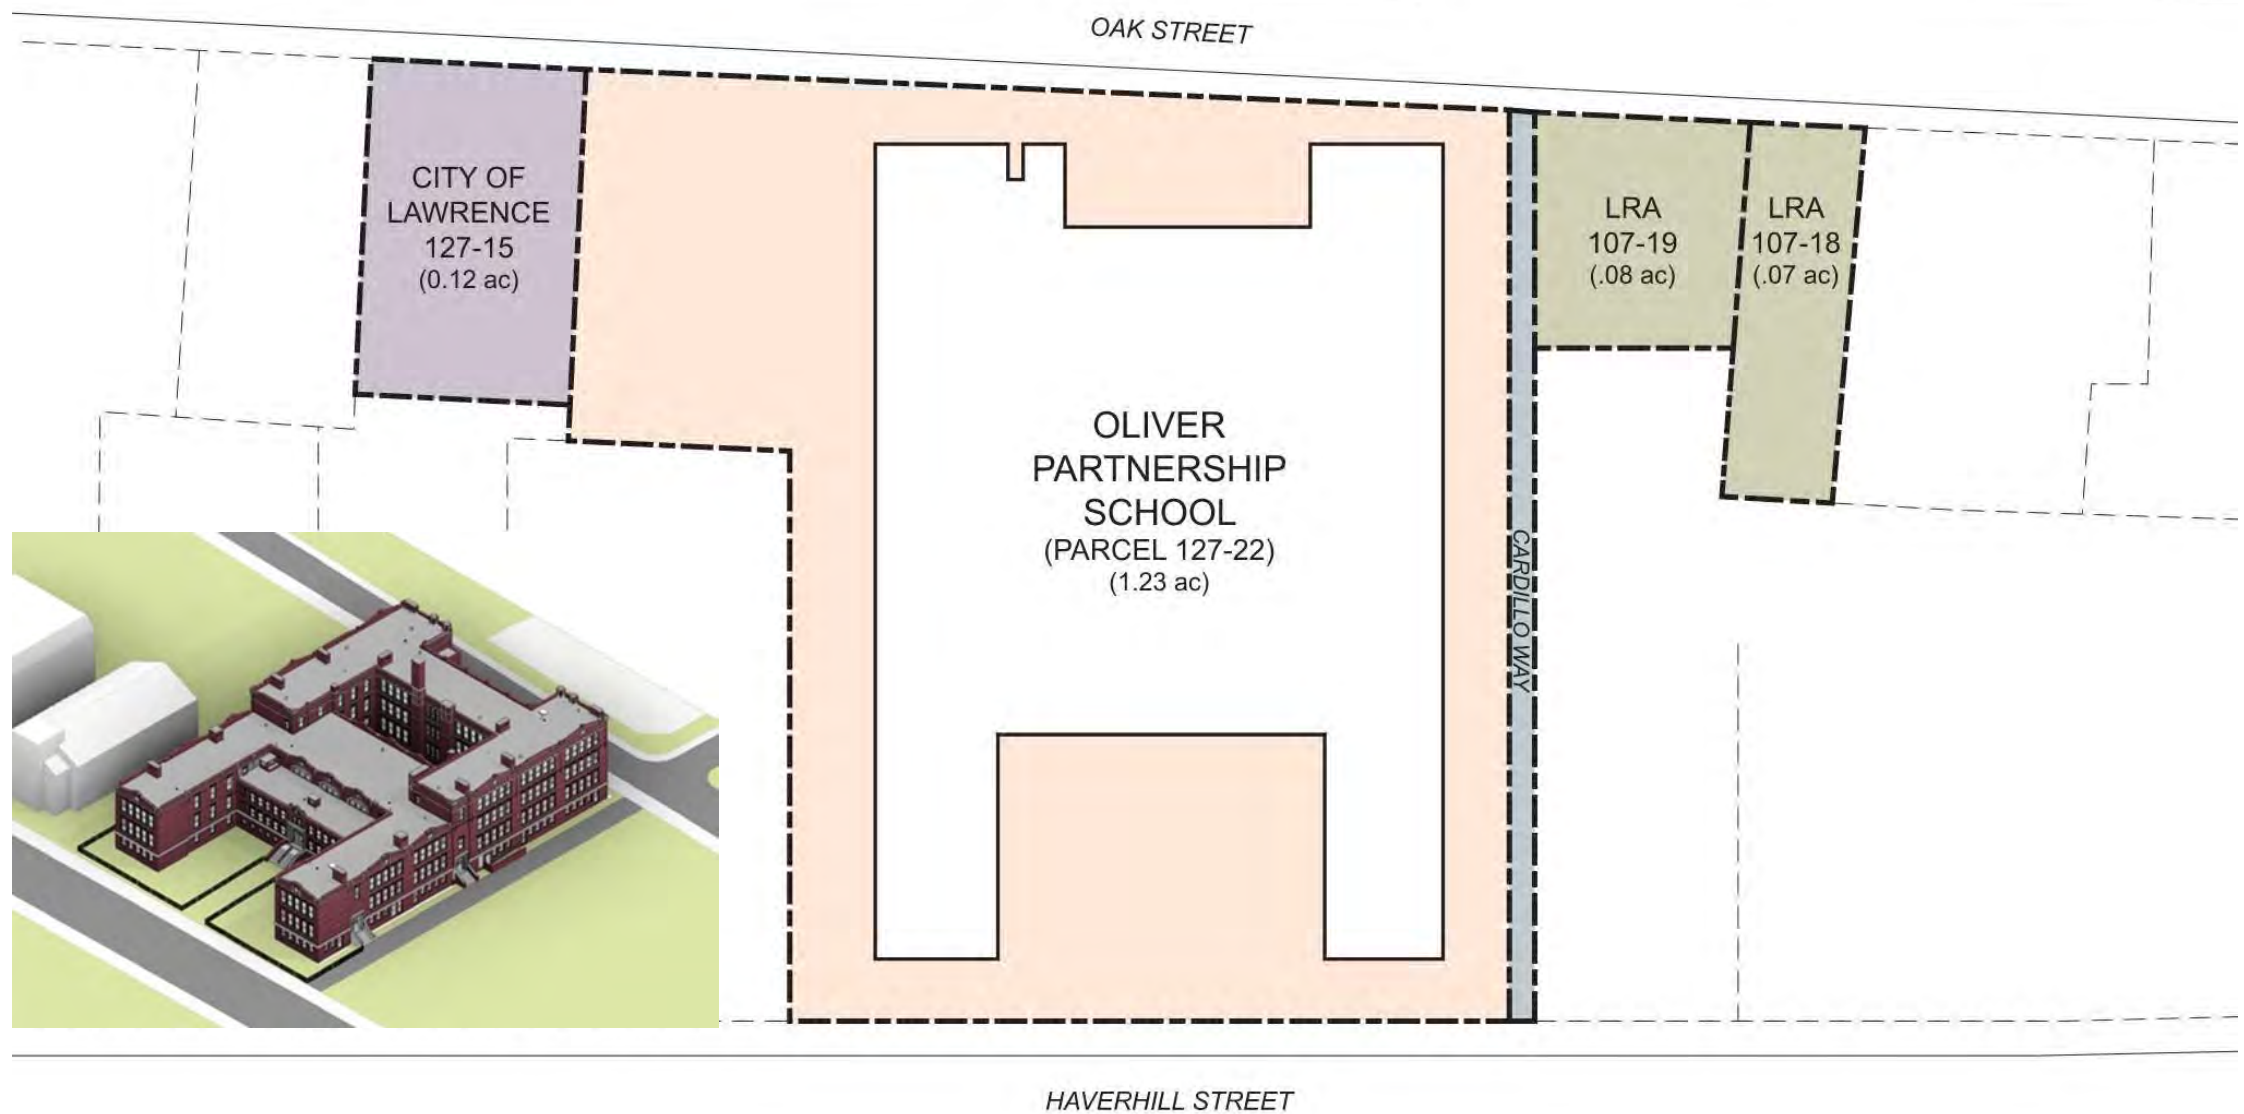 OAK STREET
CITY OF
LAWRENCE
127-15
(0.12 ac)
LRA
107-19
(.08 ac)
LRA
107-18
(.07 ac)
OLIVER
PARTNERSHIP
SCHOOL
(PARCEL 127-22)
(1.23 ac)
CARDILLO WAY
HAVERHILL STREET